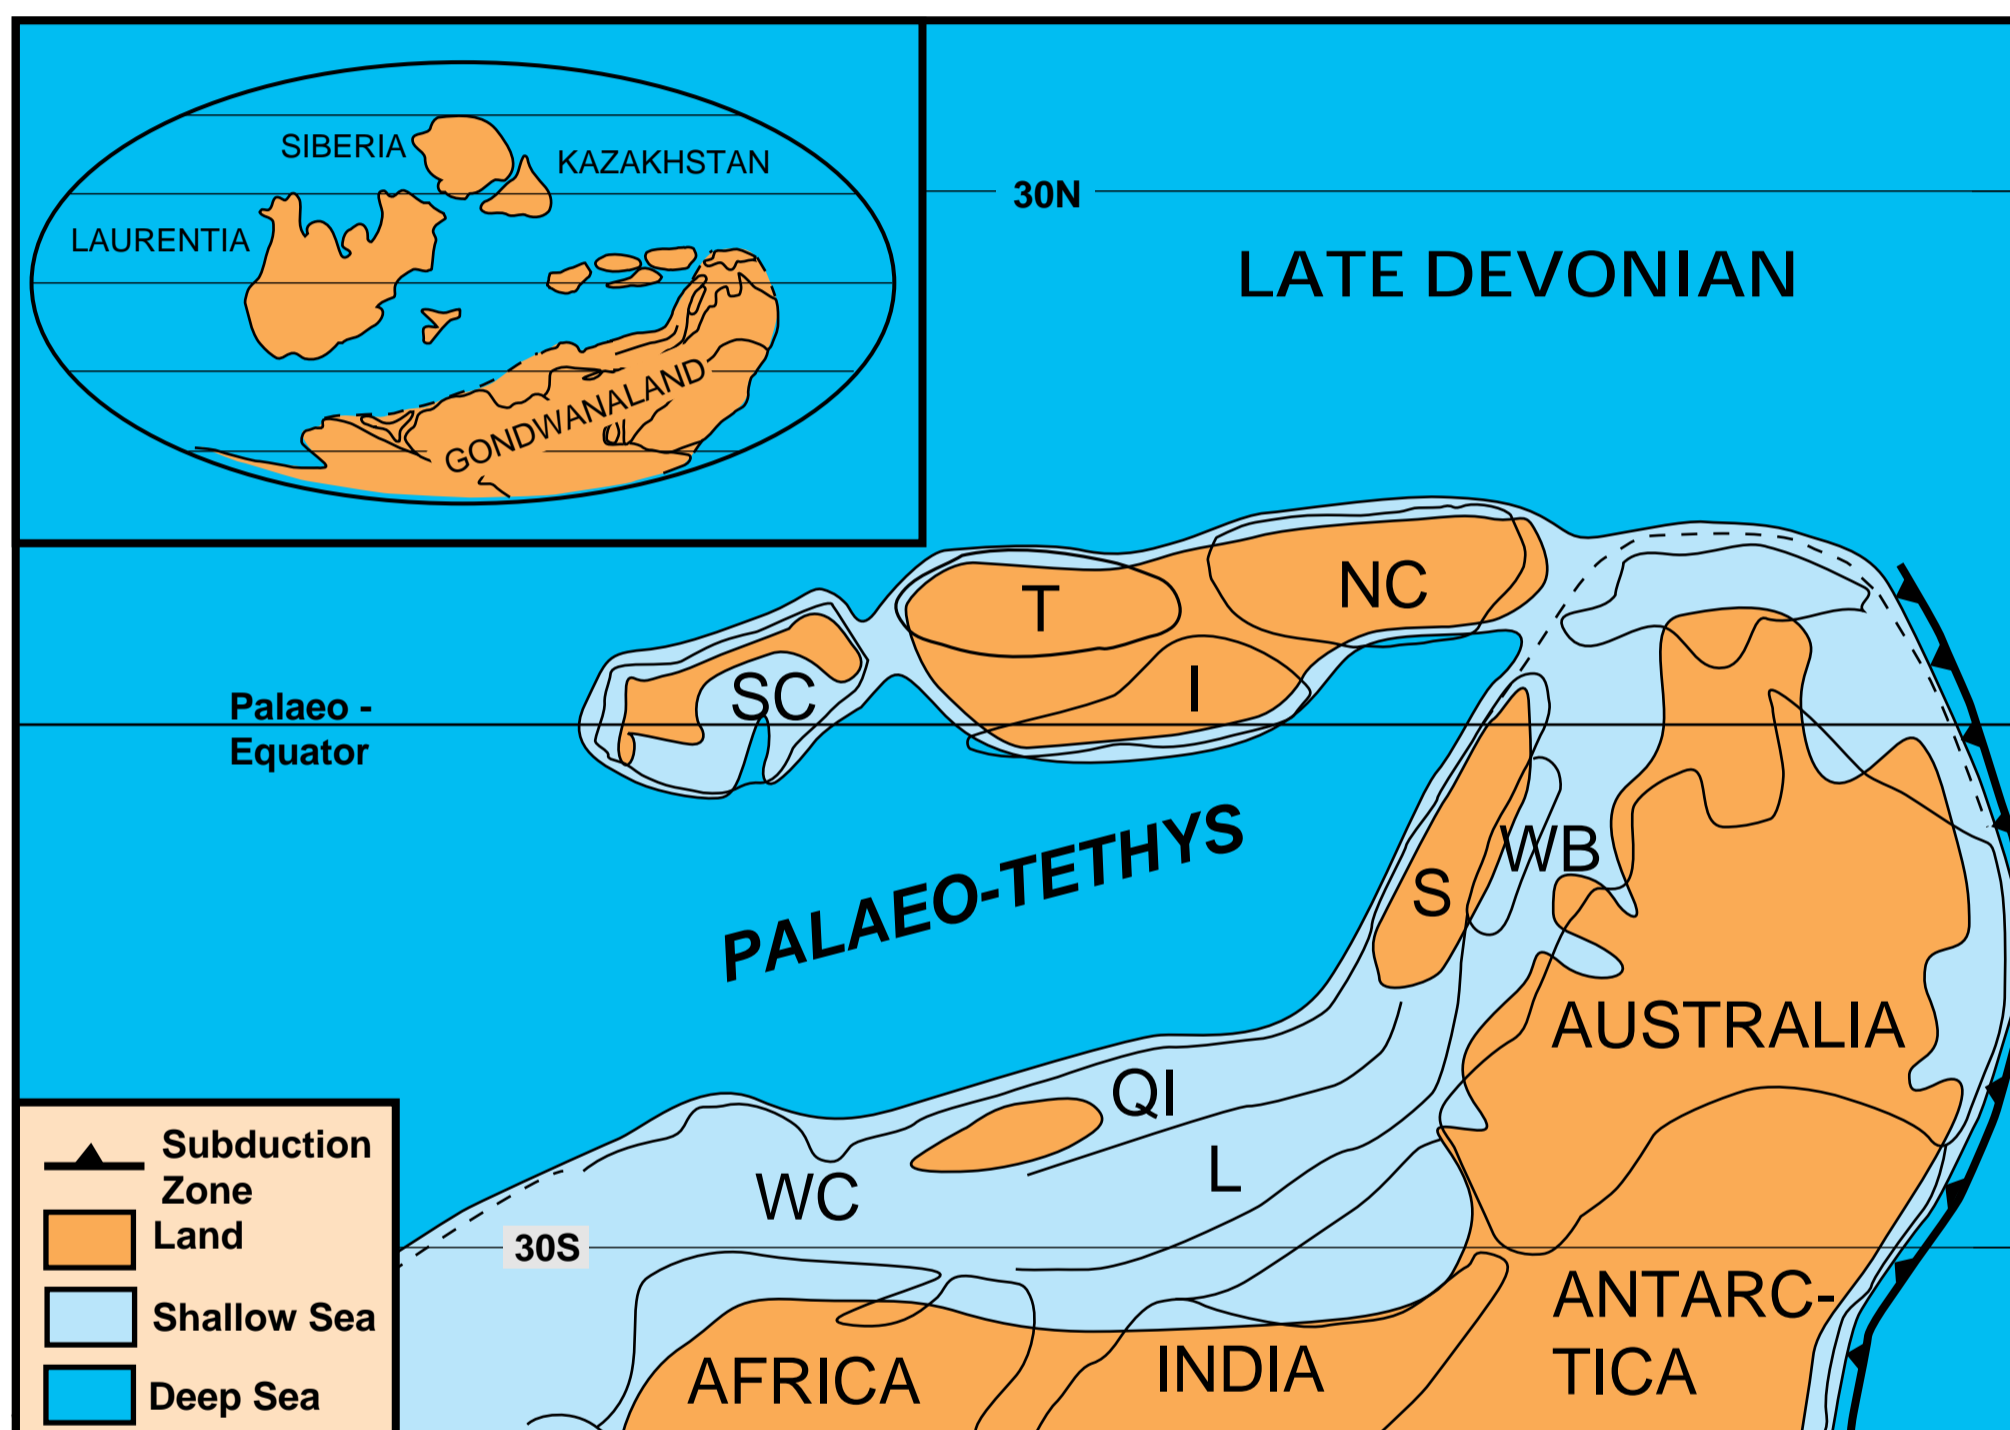 SIBERIA
KAZAKHSTAN
LAURENTIA
GONDWANALAND
30N
LATE DEVONIAN
T
NC
SC
I
Palaeo -
Equator
PALAEO-TETHYS
WB
S
AUSTRALIA
QI
L
WC
30S
ANTARC-
TICA
AFRICA
INDIA
Subduction
Zone
Land
Shallow Sea
Deep Sea